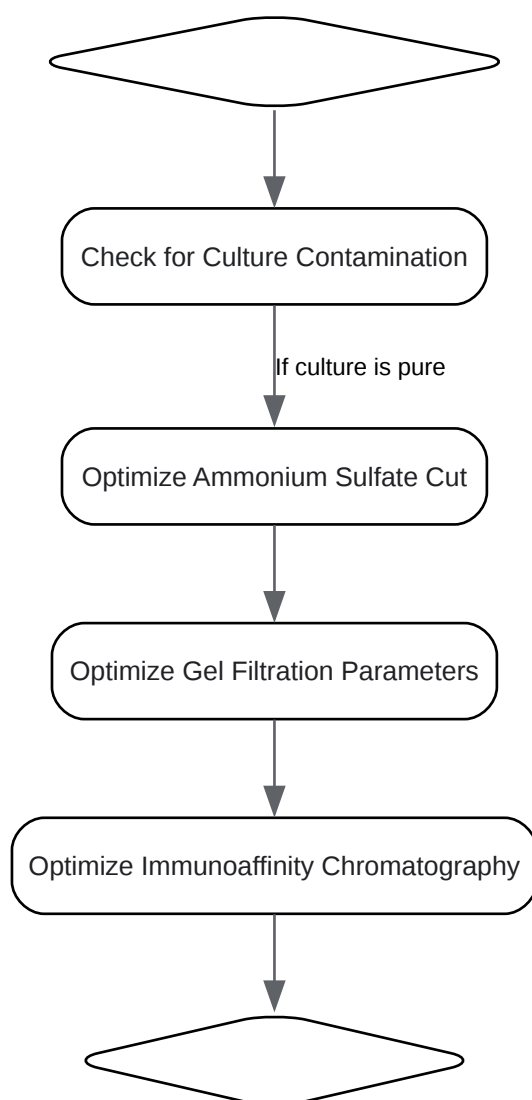 Check for Culture Contamination
If culture is pure
Optimize Ammonium Sulfate Cut
Optimize Gel Filtration Parameters
Optimize Immunoaffinity Chromatography